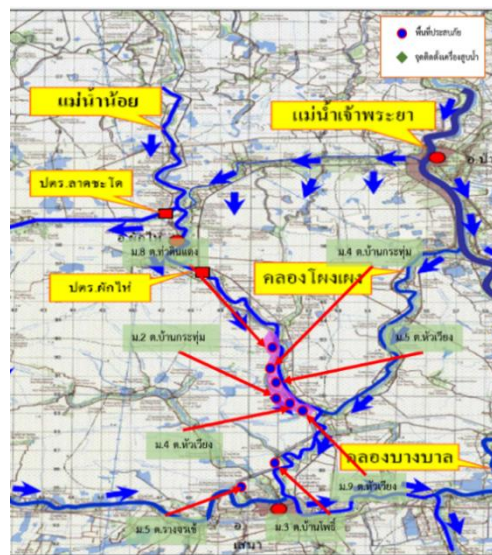 พื้นที่ประสบภัย
จุดติดตั้งเครื่องสูบน้ำ
แม่น้ำน้อย
แม่น้ำเจ้าพระยา
ปตร.ลาดชะโด
ม.8 ต.ท่าดินแดง
ม.4 ต.บ้านกระทุ่ม
ปตร.ผักไห่
คลองโผงเผง
ม.2 ต.บ้านกระทุ่ม
ม.5 ต.หัวเวียง
ม.4 ต.หัวเวียง
คลองบางบาล
ม.9 ต.หัวเวียง
ม.5 ต.รางจรเข้
ม.3 ต.บ้านโพธิ์
อ
เสนา